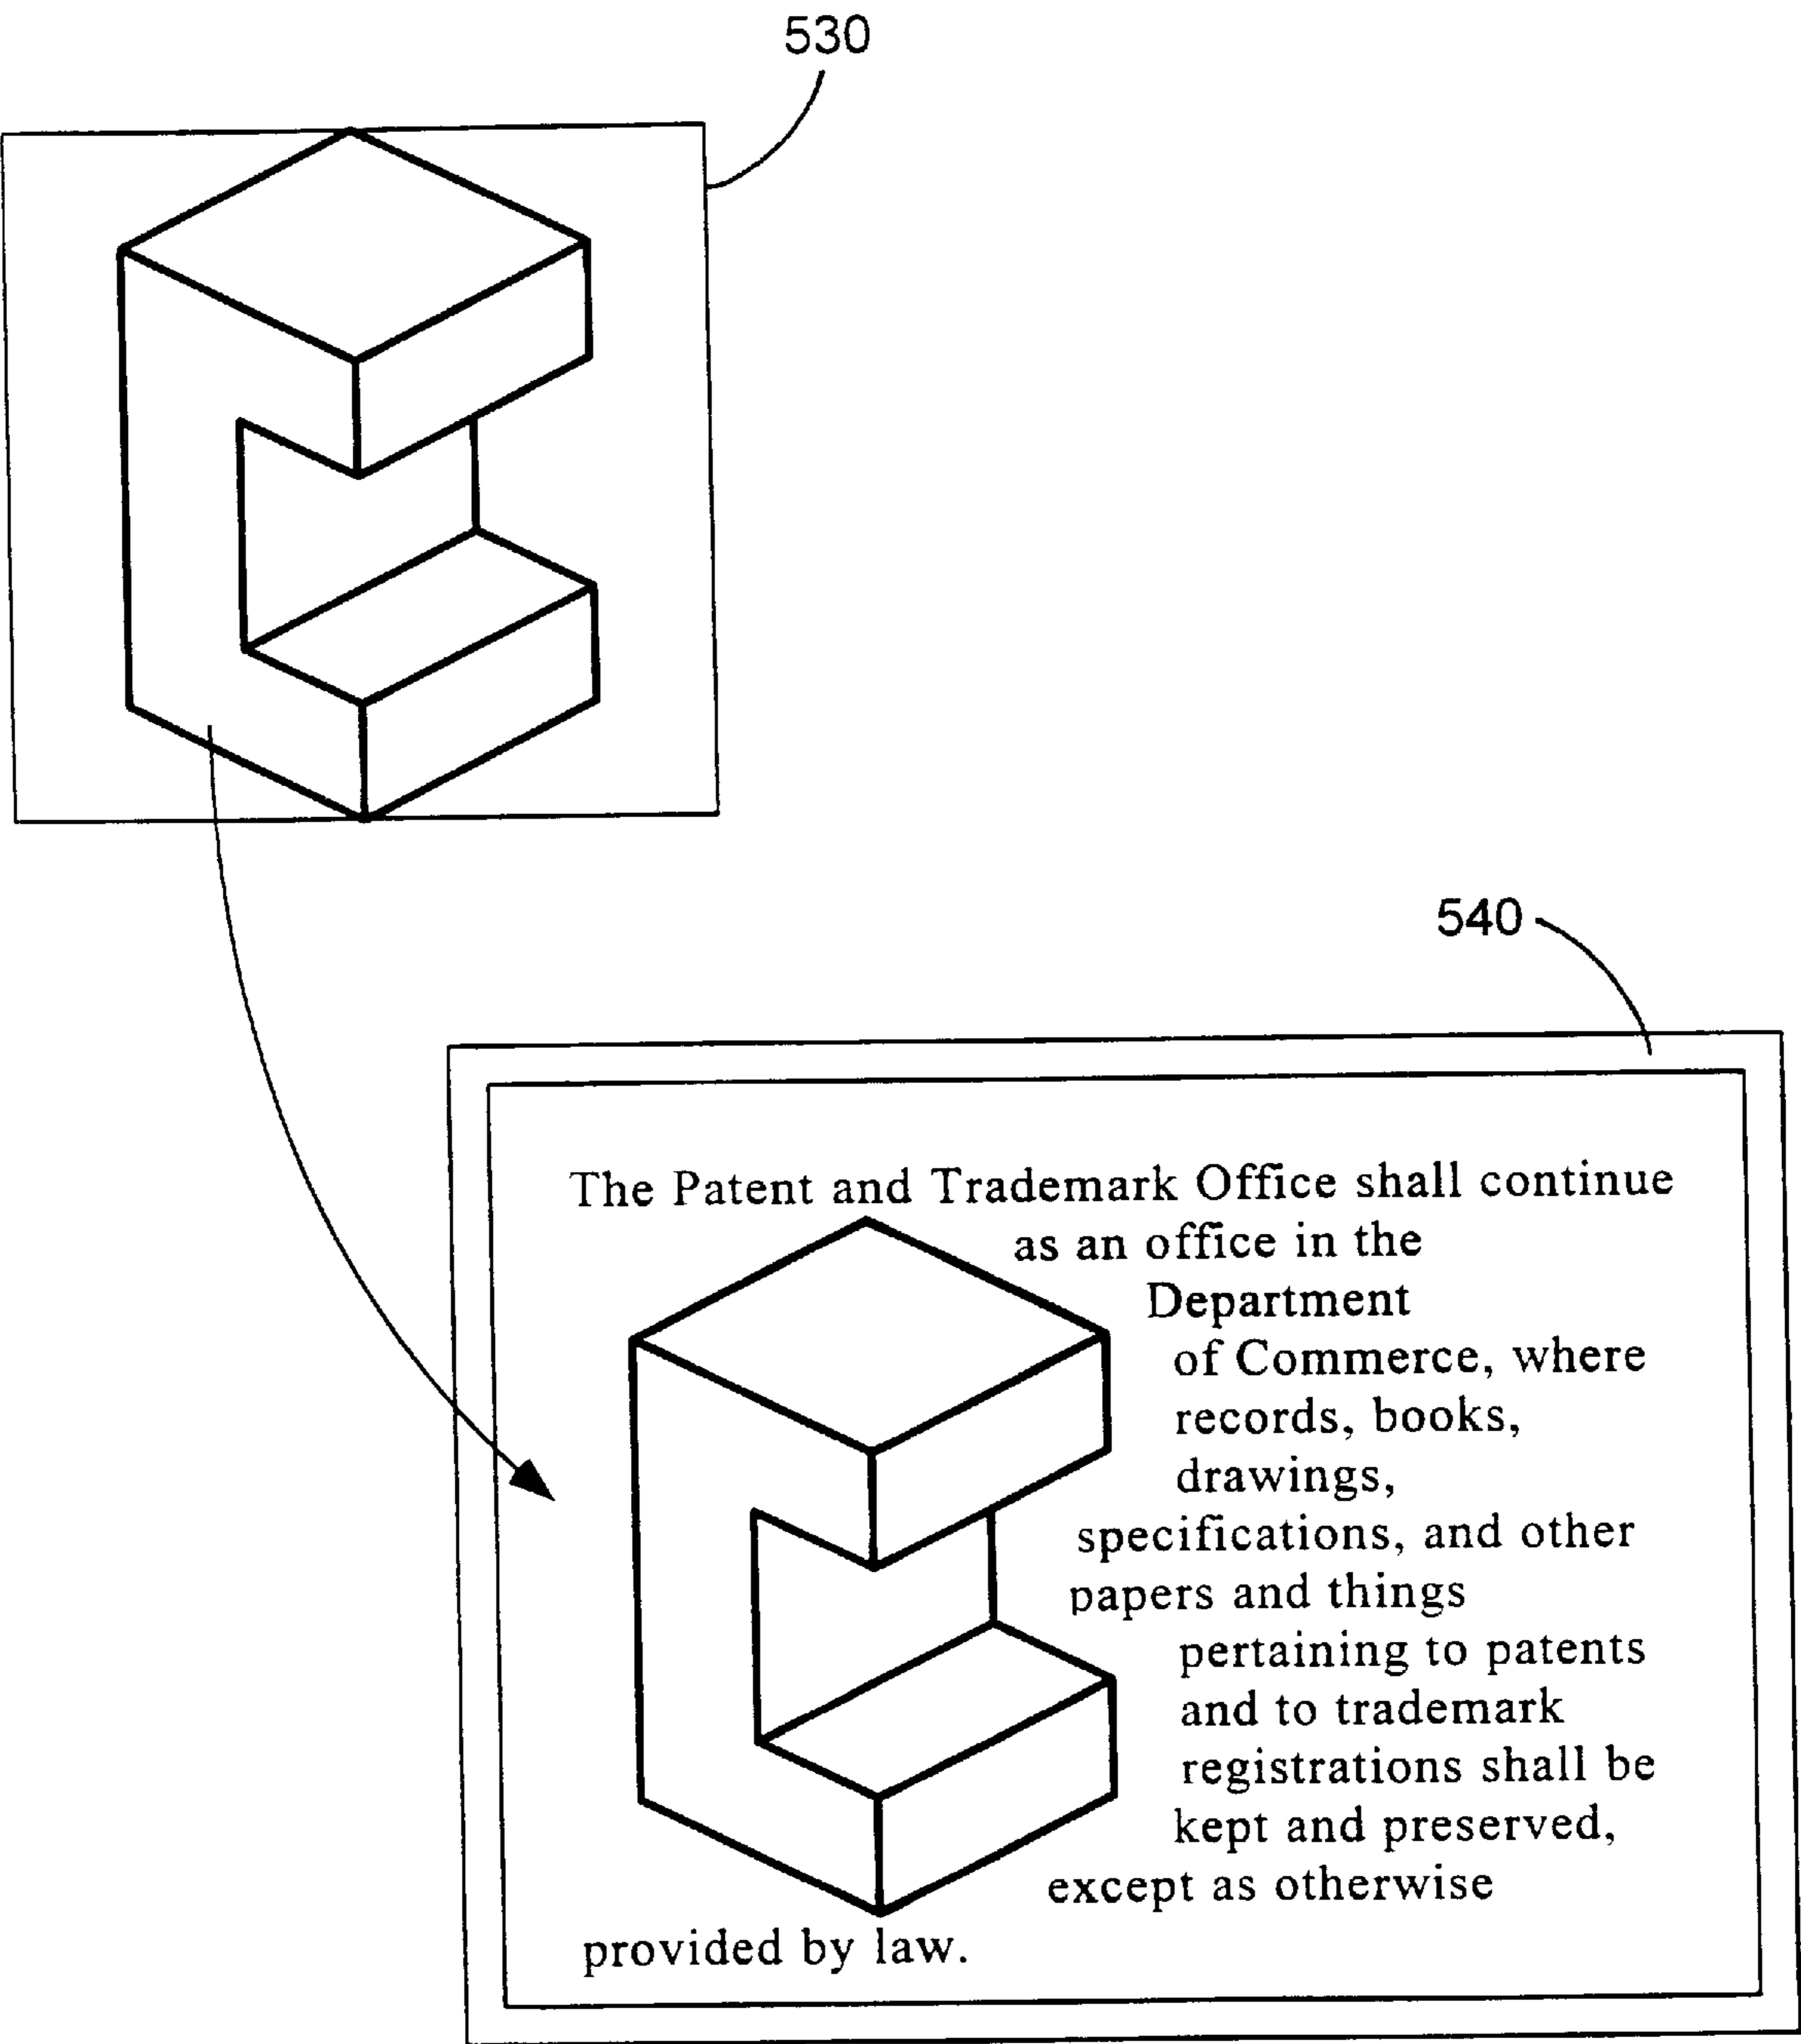 530
540
The Patent and Trademark Office shall continue
as an office in the
Department
of Commerce, where
records, books,
drawings,
specifications, and other
papers and things
pertaining to patents
and to trademark
registrations shall be
kept and preserved,
except as otherwise
provided by law.